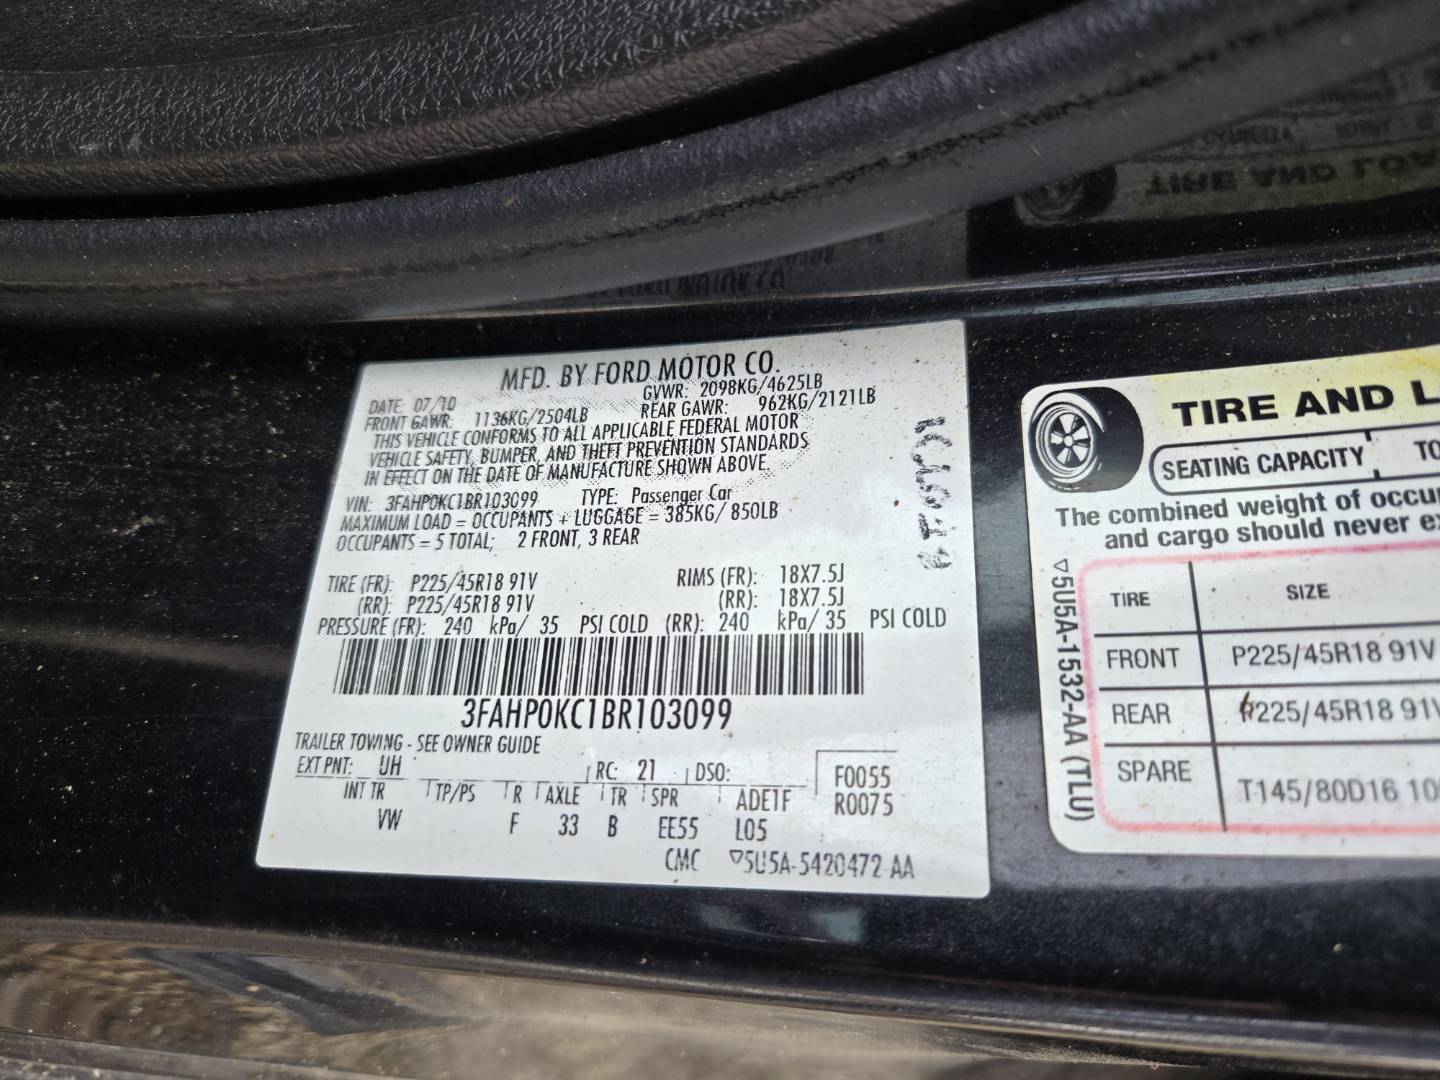 MFD. BY FORD MOTOR CO.
DATE: 07/10 GVWR: 2098KG/4625LB
FRONT GAWR: 1136KG/2504LB REAR GAWR: 962KG/2121LB
THIS VEHICLE CONFORMS TO ALL APPLICABLE FEDERAL MOTOR
VEHICLE SAFETY, BUMPER, AND THEFT PREVENTION STANDARDS
IN EFFECT ON THE DATE OF MANUFACTURE SHOWN ABOVE.
VIN: 3FAHP0KC1BR103099 TYPE: Passenger Car
MAXIMUM LOAD = OCCUPANTS + LUGGAGE = 385KG/ 850LB
OCCUPANTS = 5 TOTAL; 2 FRONT, 3 REAR
TIRE (FR): P225/45R18 91V RIMS (FR): 18X7.5J
(RR): P225/45R18 91V (RR): 18X7.5J
PRESSURE (FR): 240 kPa/ 35 PSI COLD (RR): 240 kPa/ 35 PSI COLD
3FAHP0KC1BR103099
TRAILER TOWING - SEE OWNER GUIDE
EXT PNT: UH RC: 21 DSO: F0055
INT TR TP/PS R AXLE TR SPR ADE1F R0075
VW F 33 B EE55 L05
CMC ▽5U5A-5420472-AA
TIRE AND L
SEATING CAPACITY TO
The combined weight of occu
and cargo should never ex
TIRE SIZE
FRONT P225/45R18 91V
REAR P225/45R18 91V
SPARE T145/80D16 10
▽5U5A-1532-AA (TLU)